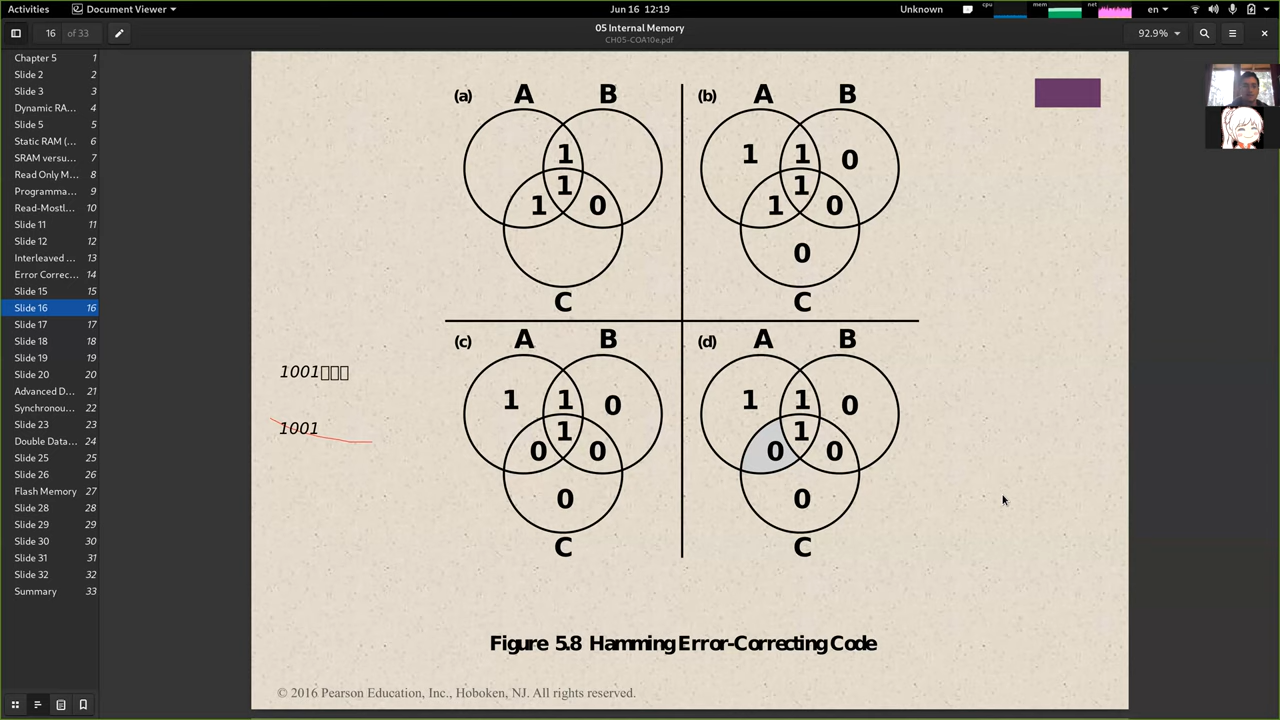 Activities Document Viewer Jun 16 12:19 Unknown cpu mem net en
16 of 33 05 Internal Memory 92.9%
CH05-COA10e.pdf
Chapter 5 1
Slide 2 2
Slide 3 3
Dynamic RA... 4
Slide 5 5
Static RAM (... 6
SRAM versu... 7
Read Only M... 8
Programma... 9
Read-Mostl... 10
Slide 11 11
Slide 12 12
Interleaved ... 13
Error Correc... 14
Slide 15 15
Slide 16 16
Slide 17 17
Slide 18 18
Slide 19 19
Slide 20 20
Advanced D... 21
Synchronou... 22
Slide 23 23
Double Data... 24
Slide 25 25
Slide 26 26
Flash Memory 27
Slide 28 28
Slide 29 29
Slide 30 30
Slide 31 31
Slide 32 32
Summary 33
(a) A B
1
1
1 0
C
(b) A B
1 1 0
1
1 0
0
C
(c) A B
1 1 0
1
0 0
0
C
(d) A B
1 1 0
1
0 0
0
C
1001□□□
1001
Figure 5.8 Hamming Error-Correcting Code
© 2016 Pearson Education, Inc., Hoboken, NJ. All rights reserved.